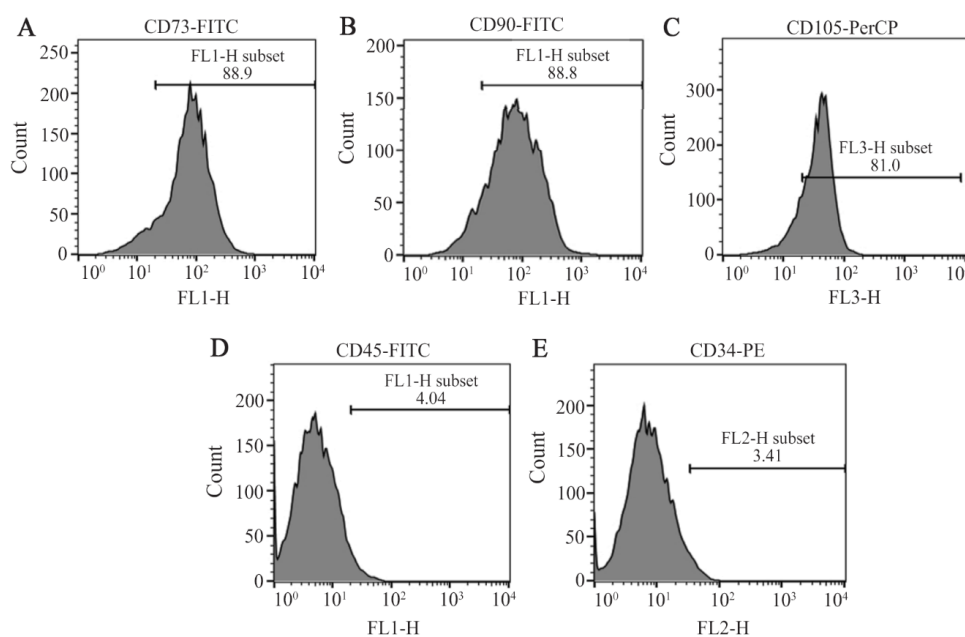 A
CD73-FITC
FL1-H subset
88.9
250
200
150
100
50
0
Count
10⁰ 10¹ 10² 10³ 10⁴
FL1-H
B
CD90-FITC
FL1-H subset
88.8
200
150
100
50
0
Count
10⁰ 10¹ 10² 10³ 10⁴
FL1-H
C
CD105-PerCP
FL3-H subset
81.0
300
200
100
0
Count
10⁰ 10¹ 10² 10³ 10⁴
FL3-H
D
CD45-FITC
FL1-H subset
4.04
200
150
100
50
0
Count
10⁰ 10¹ 10² 10³ 10⁴
FL1-H
E
CD34-PE
FL2-H subset
3.41
200
150
100
50
0
Count
10⁰ 10¹ 10² 10³ 10⁴
FL2-H